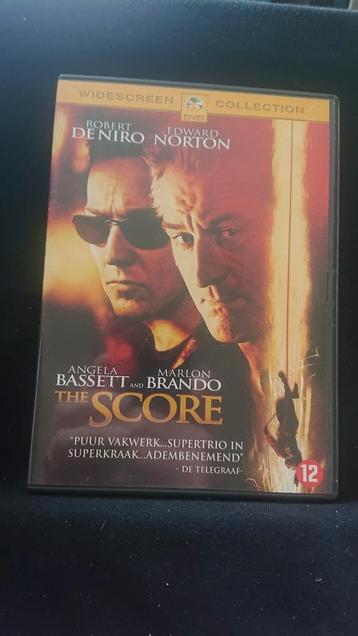 WIDESCREEN DVD COLLECTION
ROBERT EDWARD
DE NIRO NORTON
ANGELA MARLON
BASSETT AND BRANDO
THE SCORE
"PUUR VAKWERK...SUPERTRIO IN
SUPERKRAAK...ADEMBENEMEND"
- DE TELEGRAAF-
12